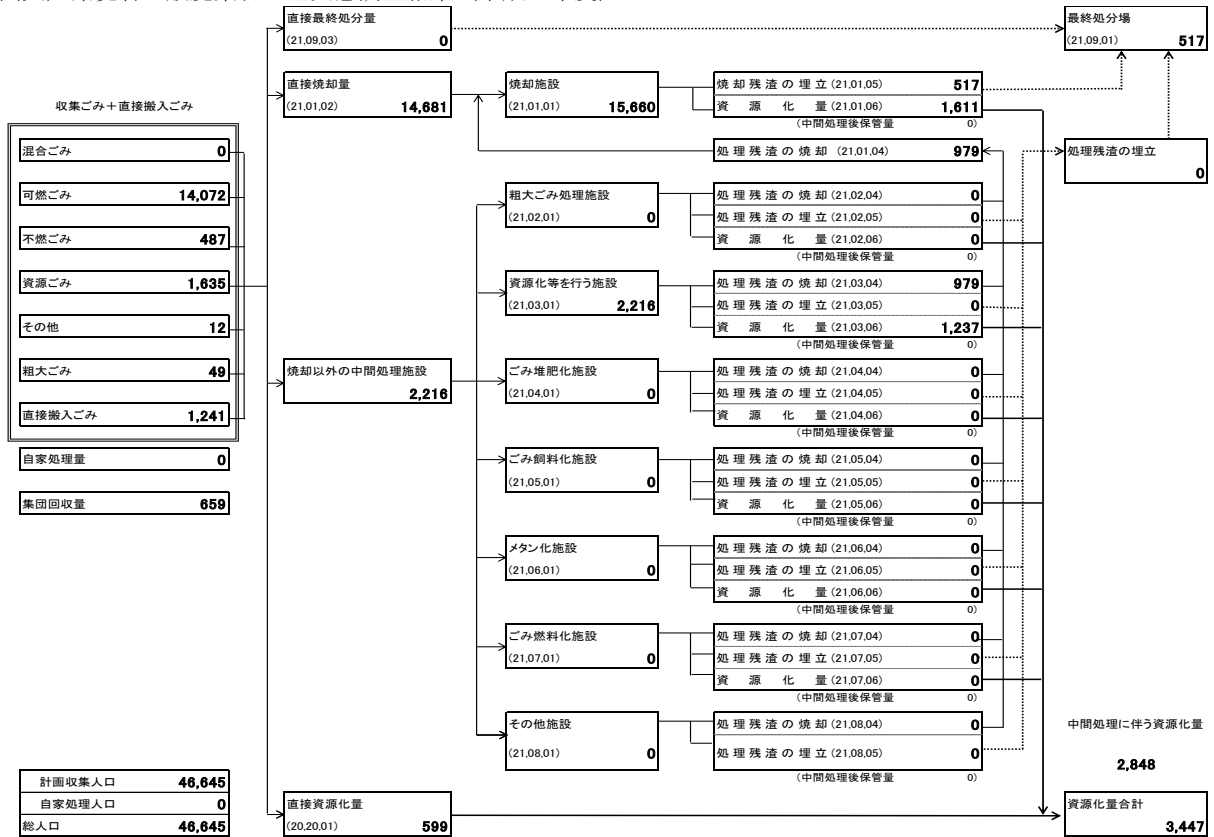 直接最終処分量
(21,09,03) 0
最終処分場
(21,09,01) 517
収集ごみ+直接搬入ごみ
直接焼却量
(21,01,02) 14,681
焼却施設
(21,01,01) 15,660
焼却残渣の埋立(21,01,05) 517
資源化量(21,01,06) 1,611
(中間処理後保管量 0)
処理残渣の焼却 (21,01,04) 979
処理残渣の埋立
0
混合ごみ 0
可燃ごみ 14,072
不燃ごみ 487
資源ごみ 1,635
その他 12
粗大ごみ 49
直接搬入ごみ 1,241
自家処理量 0
集団回収量 659
焼却以外の中間処理施設
2,216
粗大ごみ処理施設
(21,02,01) 0
処理残渣の焼却(21,02,04) 0
処理残渣の埋立(21,02,05) 0
資源化量(21,02,06) 0
(中間処理後保管量 0)
資源化等を行う施設
(21,03,01) 2,216
処理残渣の焼却(21,03,04) 979
処理残渣の埋立(21,03,05) 0
資源化量(21,03,06) 1,237
(中間処理後保管量 0)
ごみ堆肥化施設
(21,04,01) 0
処理残渣の焼却(21,04,04) 0
処理残渣の埋立(21,04,05) 0
資源化量(21,04,06) 0
(中間処理後保管量 0)
ごみ飼料化施設
(21,05,01) 0
処理残渣の焼却(21,05,04) 0
処理残渣の埋立(21,05,05) 0
資源化量(21,05,06) 0
(中間処理後保管量 0)
メタン化施設
(21,06,01) 0
処理残渣の焼却(21,06,04) 0
処理残渣の埋立(21,06,05) 0
資源化量(21,06,06) 0
(中間処理後保管量 0)
ごみ燃料化施設
(21,07,01) 0
処理残渣の焼却(21,07,04) 0
処理残渣の埋立(21,07,05) 0
資源化量(21,07,06) 0
(中間処理後保管量 0)
その他施設
(21,08,01) 0
処理残渣の焼却(21,08,04) 0
処理残渣の埋立(21,08,05) 0
(中間処理後保管量 0)
中間処理に伴う資源化量
2,848
計画収集人口 46,645
自家処理人口 0
総人口 46,645
直接資源化量
(20,20,01) 599
資源化量合計
3,447